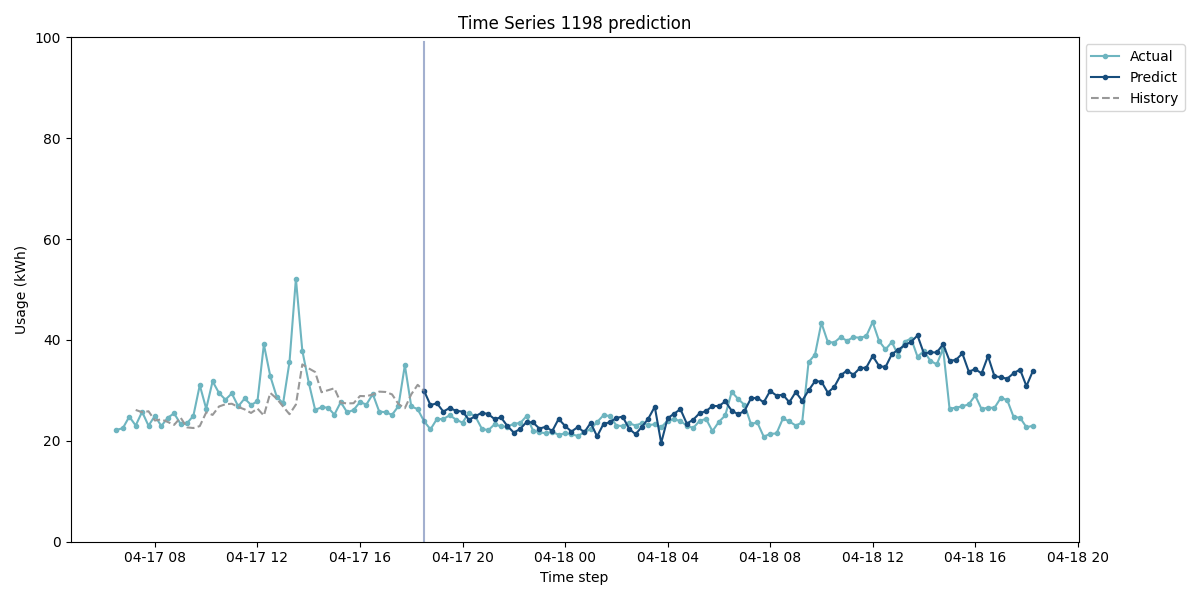 Time Series 1198 prediction
Usage (kWh)
100
80
60
40
20
0
04-17 08 04-17 12 04-17 16 04-17 20 04-18 00 04-18 04 04-18 08 04-18 12 04-18 16 04-18 20
Time step
Actual
Predict
History